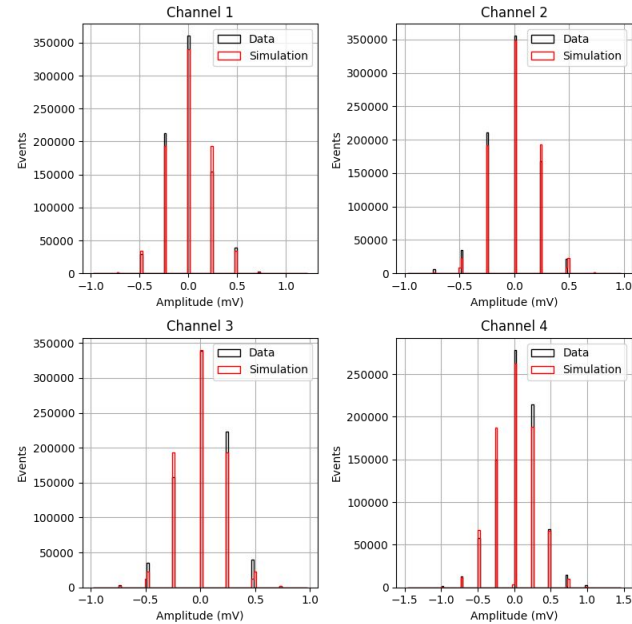 Channel 1
350000
300000
250000
200000
150000
100000
50000
0
Events
Data
Simulation
−1.0 −0.5 0.0 0.5 1.0
Amplitude (mV)
Channel 2
350000
300000
250000
200000
150000
100000
50000
0
Events
Data
Simulation
−1.0 −0.5 0.0 0.5 1.0
Amplitude (mV)
Channel 3
350000
300000
250000
200000
150000
100000
50000
0
Events
Data
Simulation
−1.0 −0.5 0.0 0.5 1.0
Amplitude (mV)
Channel 4
250000
200000
150000
100000
50000
0
Events
Data
Simulation
−1.5 −1.0 −0.5 0.0 0.5 1.0 1.5
Amplitude (mV)